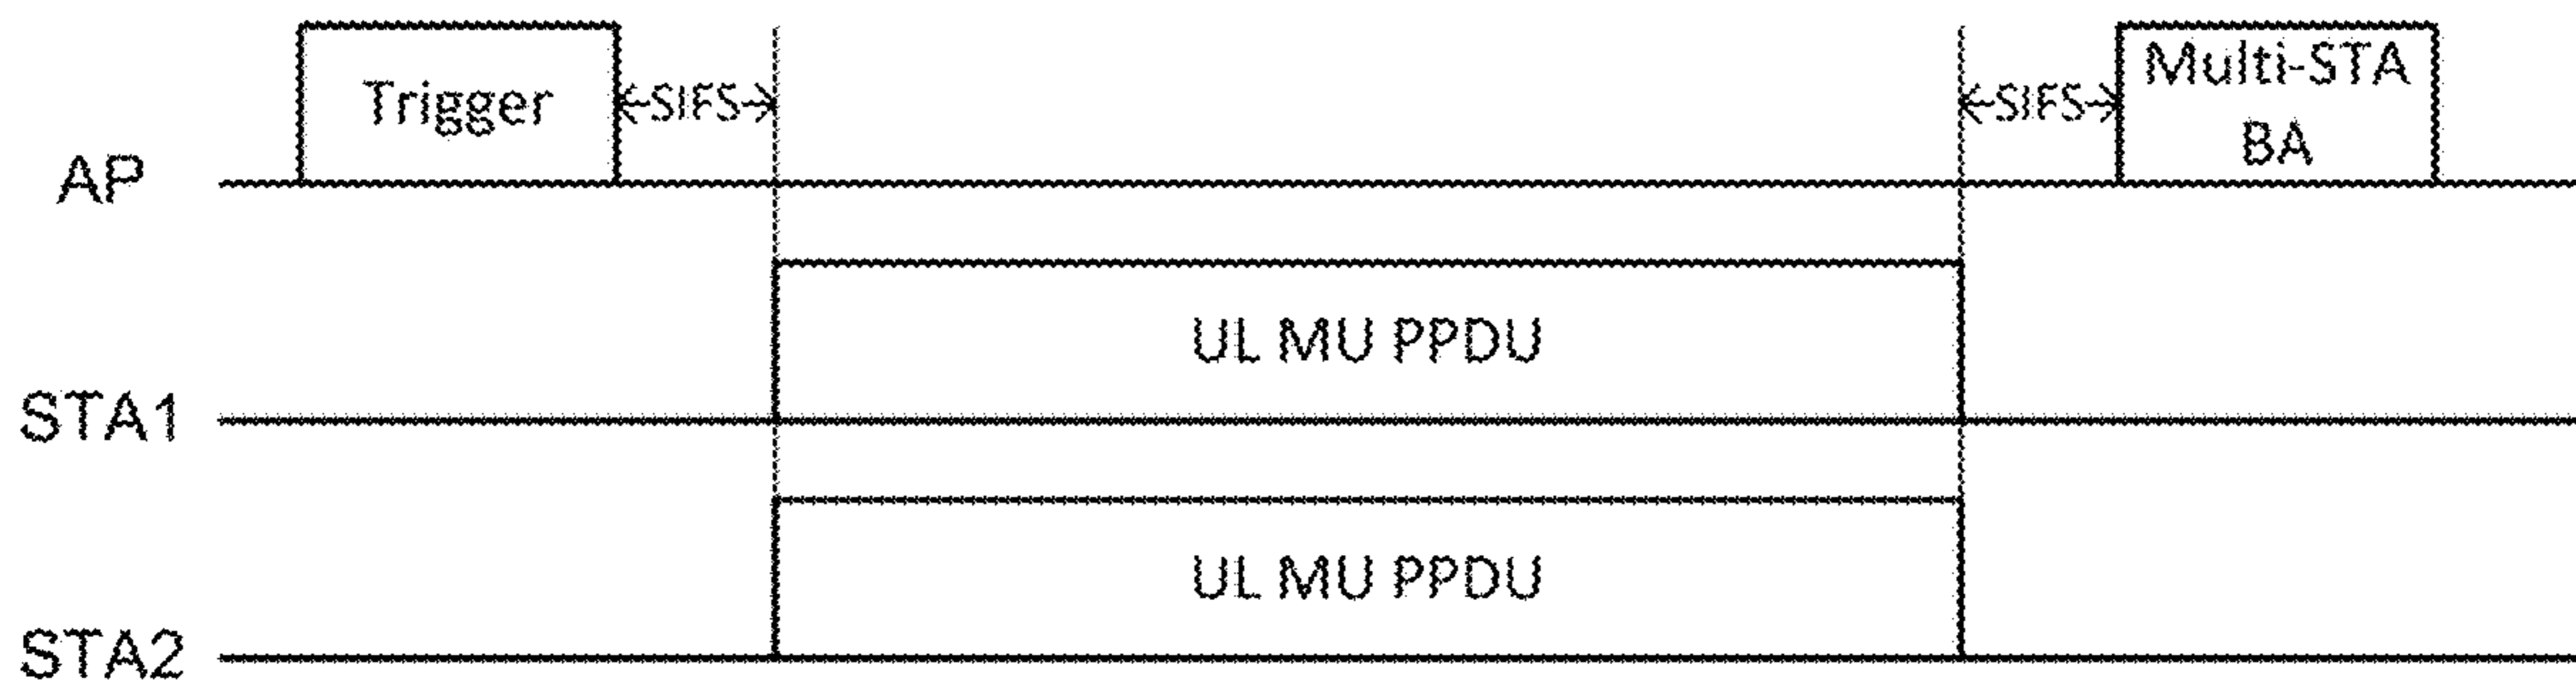 Trigger
SIFS
SIFS
Multi-STA
BA
AP
UL MU PPDU
STA1
UL MU PPDU
STA2